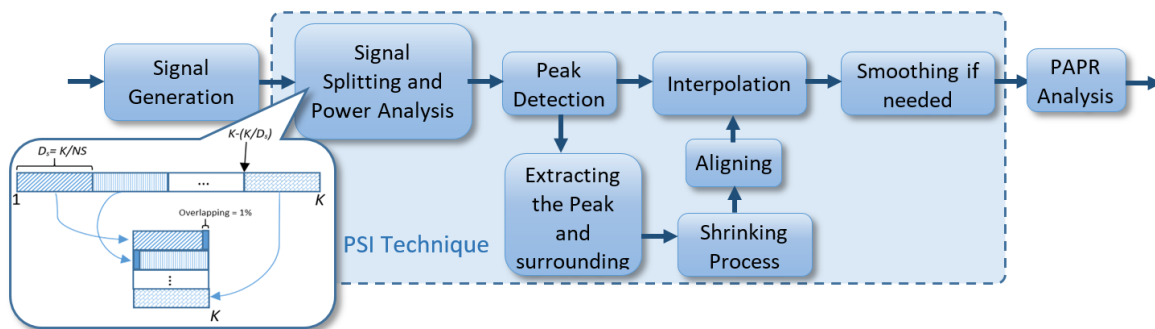 Signal
Generation
Signal
Splitting and
Power Analysis
Peak
Detection
Interpolation
Smoothing if
needed
PAPR
Analysis
Extracting
the Peak
and
surrounding
Shrinking
Process
Aligning
PSI Technique
K-(K/Dₛ)
Dₛ= K/NS
...
1
K
Overlapping = 1%
...
K